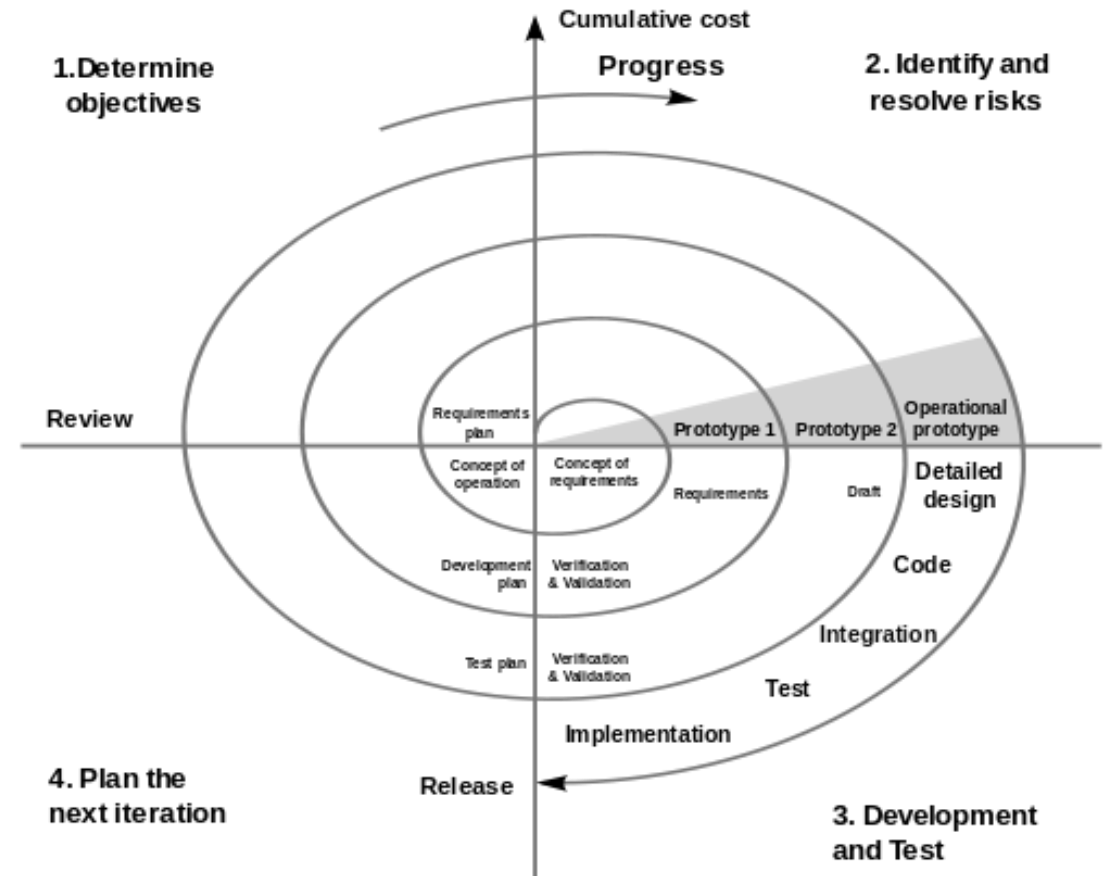 Cumulative cost
Progress
1.Determine
objectives
2. Identify and
resolve risks
Review
Requirements
plan
Prototype 1
Prototype 2
Operational
prototype
Concept of
operation
Concept of
requirements
Requirements
Draft
Detailed
design
Code
Development
plan
Verification
& Validation
Integration
Test plan
Verification
& Validation
Test
Implementation
Release
4. Plan the
next iteration
3. Development
and Test